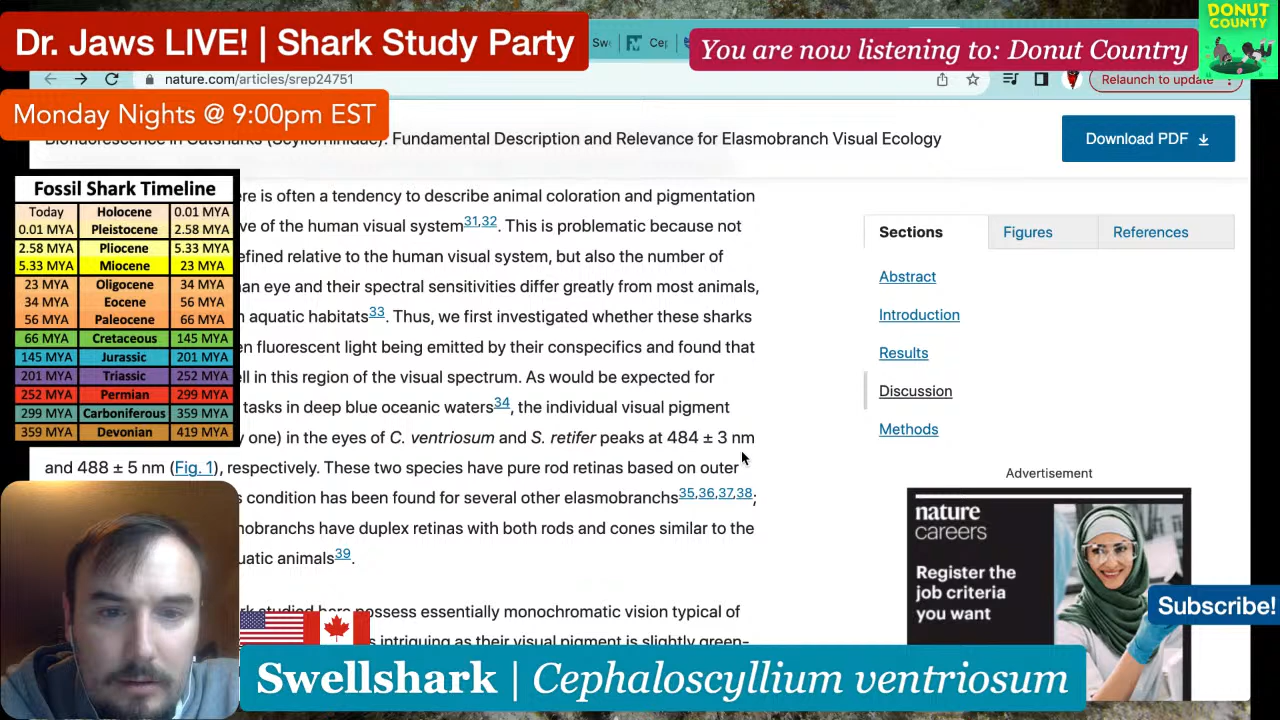 Dr. Jaws LIVE! | Shark Study Party
Swe
Cep
You are now listening to: Donut Country
DONUT
COUNTY
nature.com/articles/srep24751
Relaunch to update
Monday Nights @ 9:00pm EST
Fundamental Description and Relevance for Elasmobranch Visual Ecology
Download PDF
Fossil Shark Timeline
Today Holocene 0.01 MYA
0.01 MYA Pleistocene 2.58 MYA
2.58 MYA Pliocene 5.33 MYA
5.33 MYA Miocene 23 MYA
23 MYA Oligocene 34 MYA
34 MYA Eocene 56 MYA
56 MYA Paleocene 66 MYA
66 MYA Cretaceous 145 MYA
145 MYA Jurassic 201 MYA
201 MYA Triassic 252 MYA
252 MYA Permian 299 MYA
299 MYA Carboniferous 359 MYA
359 MYA Devonian 419 MYA
ere is often a tendency to describe animal coloration and pigmentation
ve of the human visual system31,32. This is problematic because not
efined relative to the human visual system, but also the number of
an eye and their spectral sensitivities differ greatly from most animals,
n aquatic habitats33. Thus, we first investigated whether these sharks
en fluorescent light being emitted by their conspecifics and found that
ell in this region of the visual spectrum. As would be expected for
tasks in deep blue oceanic waters34, the individual visual pigment
y one) in the eyes of C. ventriosum and S. retifer peaks at 484 ± 3 nm
and 488 ± 5 nm (Fig. 1), respectively. These two species have pure rod retinas based on outer
s condition has been found for several other elasmobranchs35,36,37,38;
mobranchs have duplex retinas with both rods and cones similar to the
uatic animals39.
possess essentially monochromatic vision typical of
intriguing as their visual pigment is slightly green-
Sections
Figures
References
Abstract
Introduction
Results
Discussion
Methods
Advertisement
nature
careers
Register the
job criteria
you want
Subscribe!
Swellshark | Cephaloscyllium ventriosum